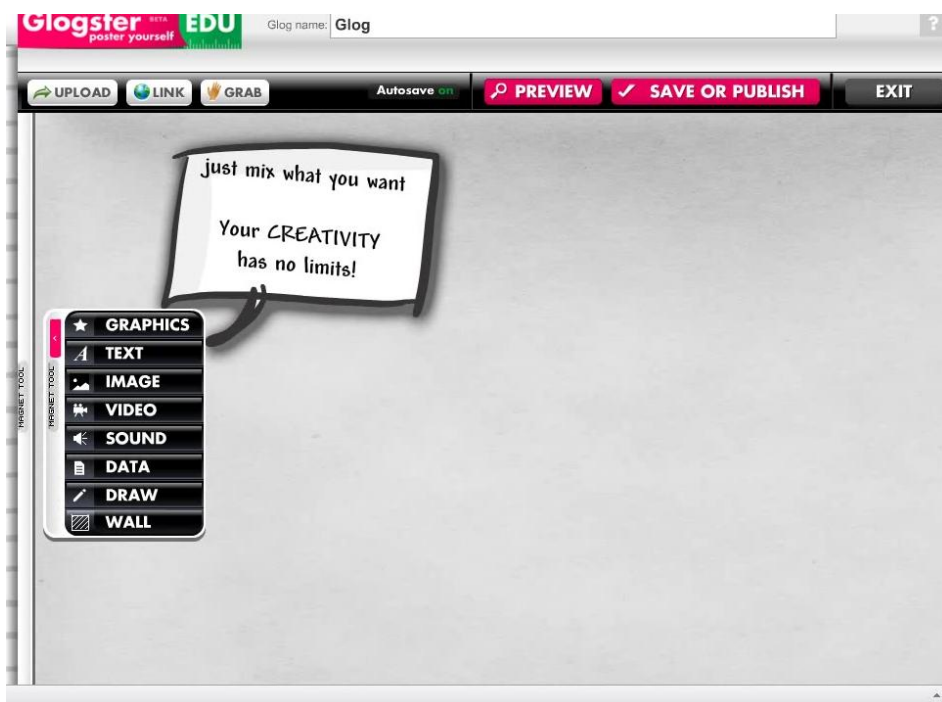 Glogster BETA EDU
poster yourself
Glog name: Glog
?
UPLOAD LINK GRAB Autosave on PREVIEW SAVE OR PUBLISH EXIT
just mix what you want
Your CREATIVITY
has no limits!
GRAPHICS
TEXT
IMAGE
VIDEO
SOUND
DATA
DRAW
WALL
MAGNET TOOL
MAGNET TOOL